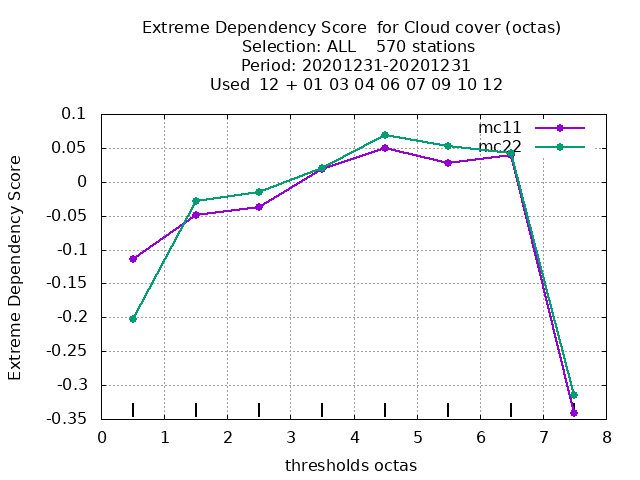 Extreme Dependency Score  for Cloud cover (octas)
Selection: ALL    570 stations
Period: 20201231-20201231
Used  12 + 01 03 04 06 07 09 10 12
mc11
mc22
Extreme Dependency Score
0.1
0.05
0
-0.05
-0.1
-0.15
-0.2
-0.25
-0.3
-0.35
0 1 2 3 4 5 6 7 8
thresholds octas